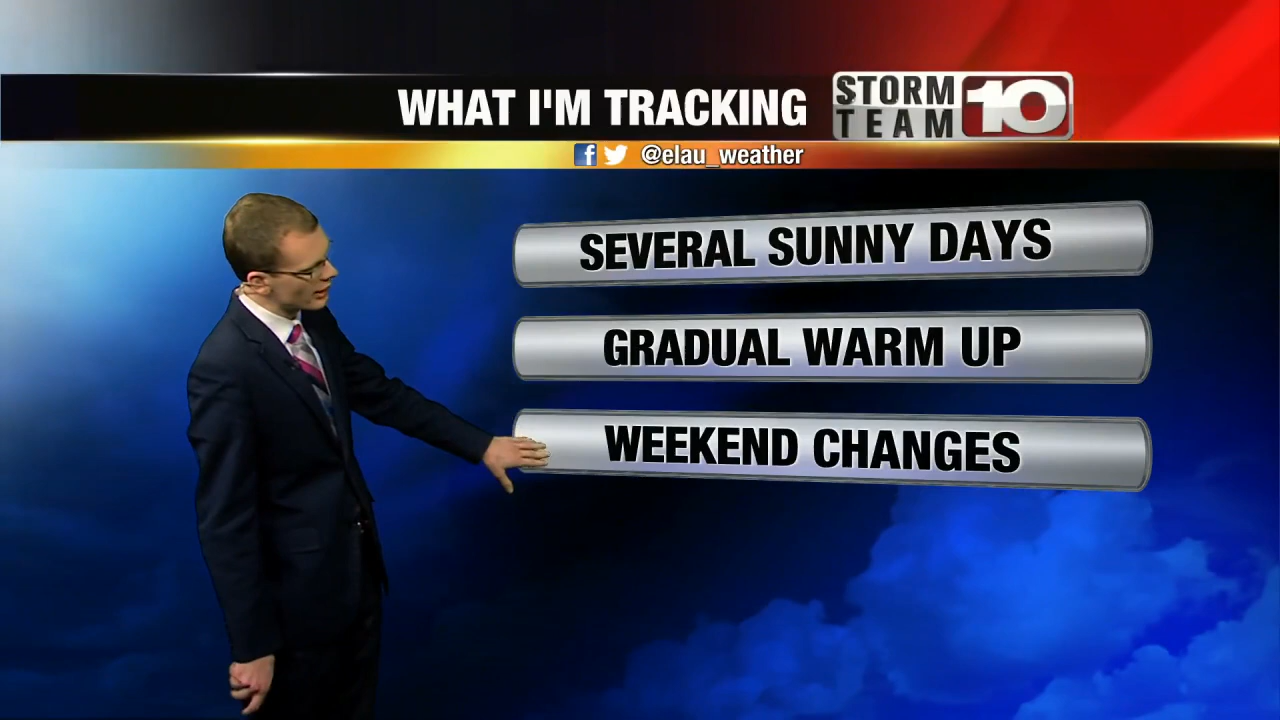 WHAT I'M TRACKING
STORM
TEAM
10
f @elau_weather
SEVERAL SUNNY DAYS
GRADUAL WARM UP
WEEKEND CHANGES